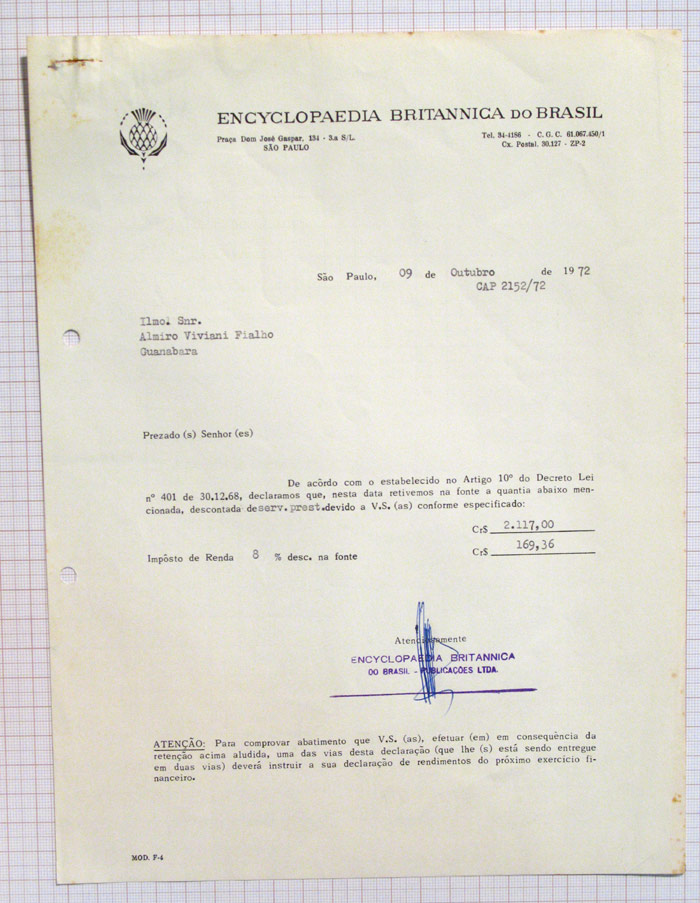 ENCYCLOPAEDIA BRITANNICA DO BRASIL
Praça Dom José Gaspar, 134 - 3.a S/L.
SÃO PAULO
Tel. 34-4186 - C. G. C. 61.067.450/1
Cx. Postal. 30.127 - ZP-2
São Paulo, 09 de Outubro de 1972
CAP 2152/72
Ilmo. Snr.
Almiro Viviani Fialho
Guanabara
Prezado (s) Senhor (es)
De acôrdo com o estabelecido no Artigo 10º do Decreto Lei
nº 401 de 30.12.68, declaramos que, nesta data retivemos na fonte a quantia abaixo men-
cionada, descontada de serv.prest.devido a V.S. (as) conforme especificado:
Cr$ 2.117,00
Impôsto de Renda 8 % desc. na fonte
Cr$ 169,36
Atenciosamente
ENCYCLOPAEDIA BRITANNICA
DO BRASIL - PUBLICAÇÕES LTDA.
ATENÇÃO: Para comprovar abatimento que V.S. (as), efetuar (em) em consequência da
retenção acima aludida, uma das vias desta declaração (que lhe (s) está sendo entregue
em duas vias) deverá instruir a sua declaração de rendimentos do próximo exercício fi-
nanceiro.
MOD. F-4